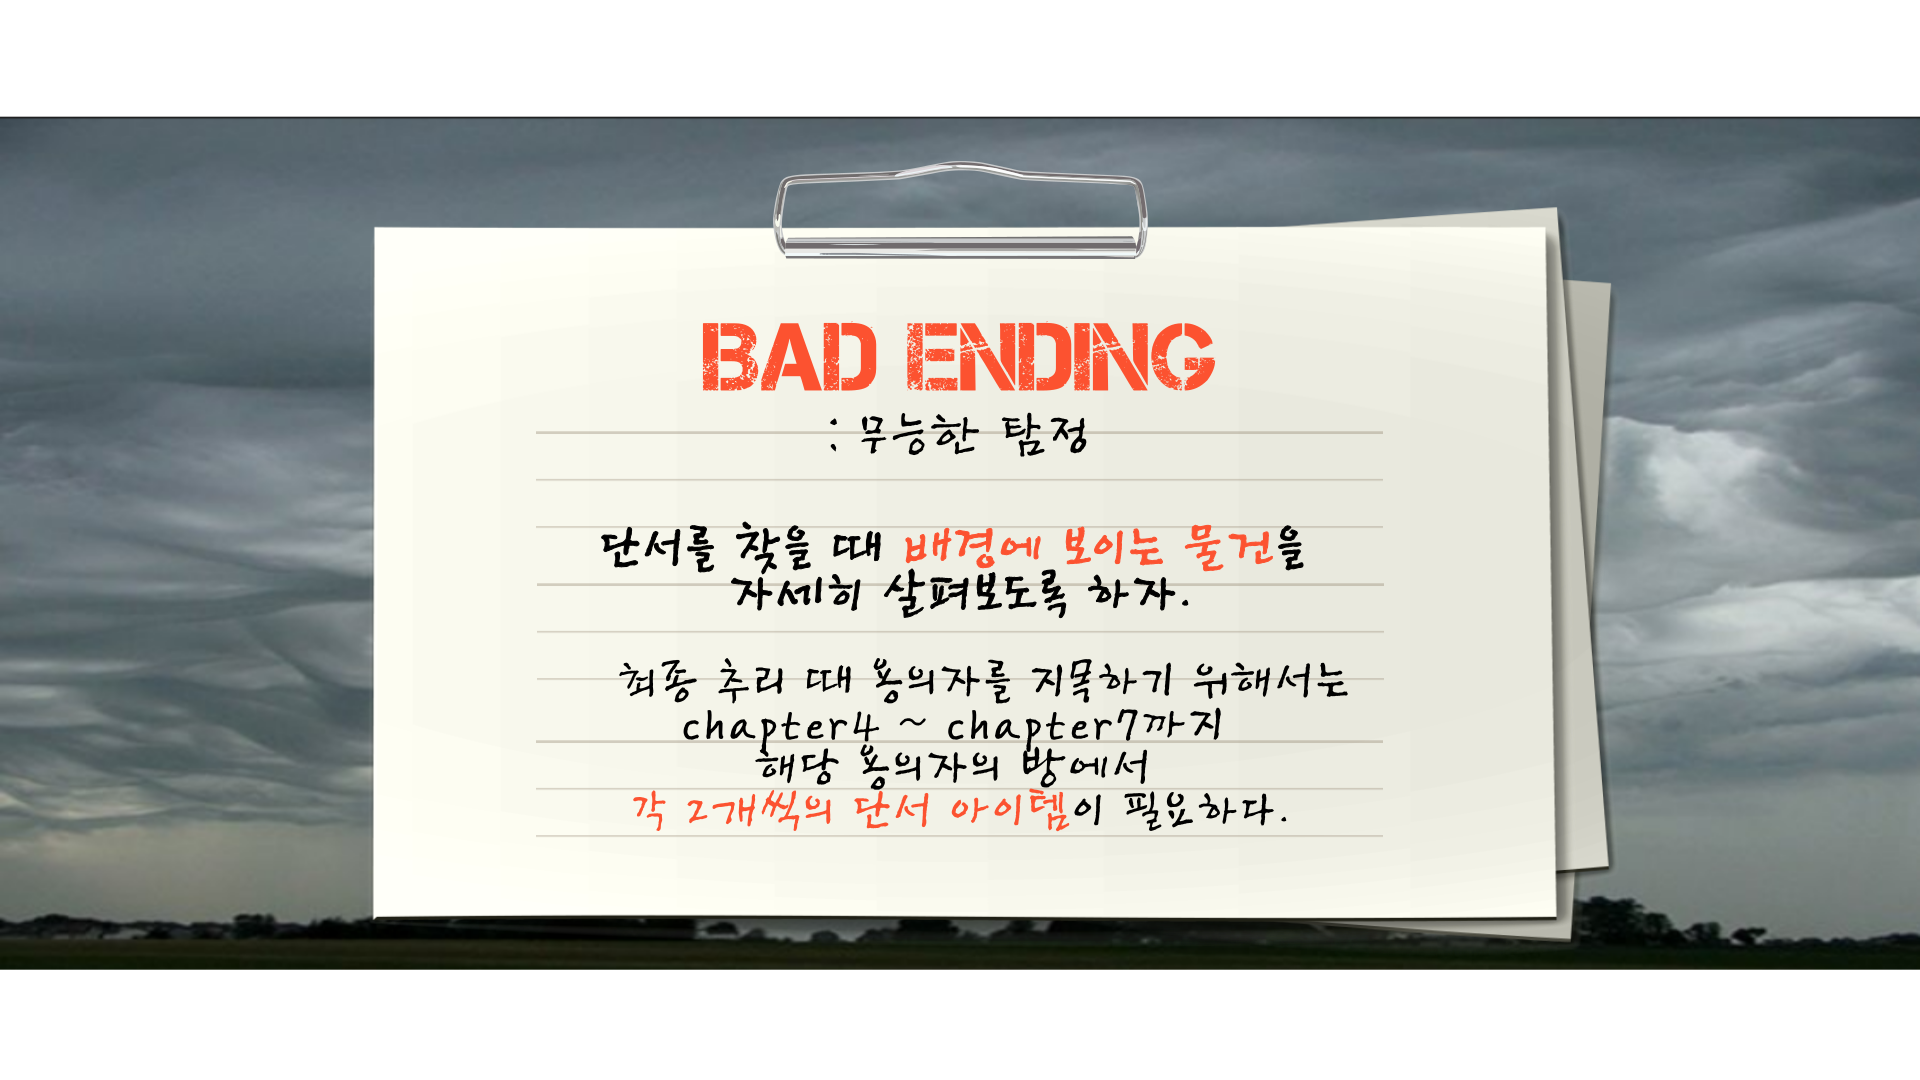 BAD ENDING
: 무능한 탐정
단서를 찾을 때 배경에 보이는 물건을
자세히 살펴보도록 하자.
최종 추리 때 용의자를 지목하기 위해서는
chapter4 ~ chapter7까지
해당 용의자의 방에서
각 2개씩의 단서 아이템이 필요하다.